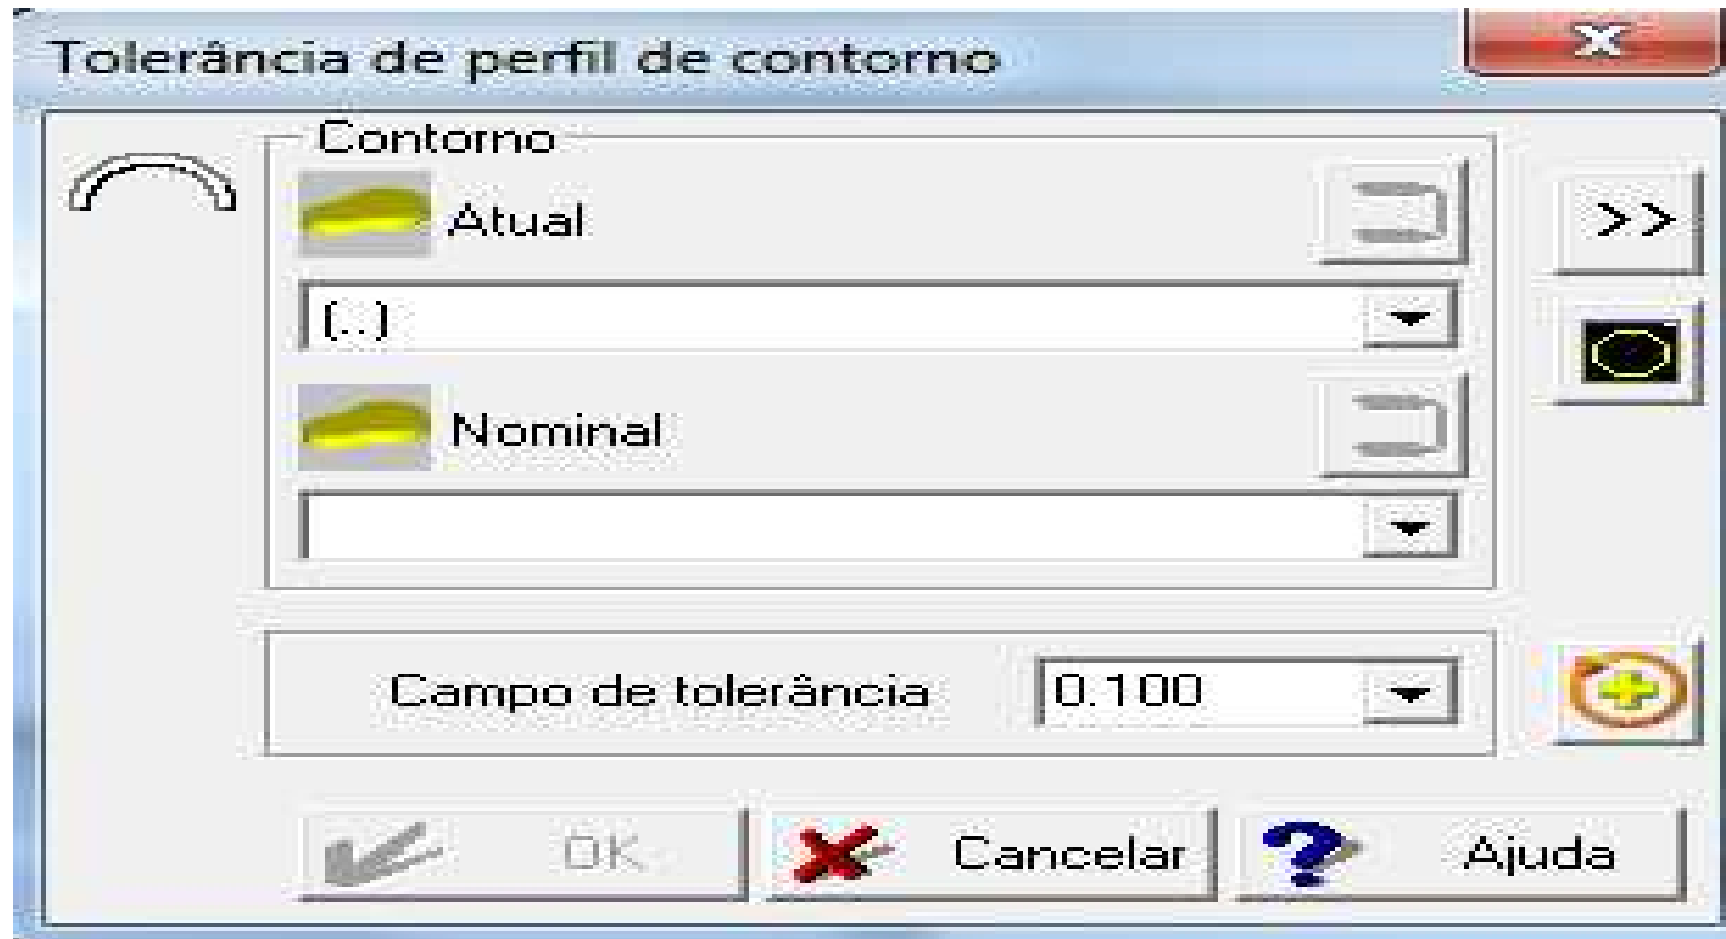 Tolerância de perfil de contorno
Contorno
Atual
>>
(..)
Nominal
Campo de tolerância 0.100
OK Cancelar Ajuda